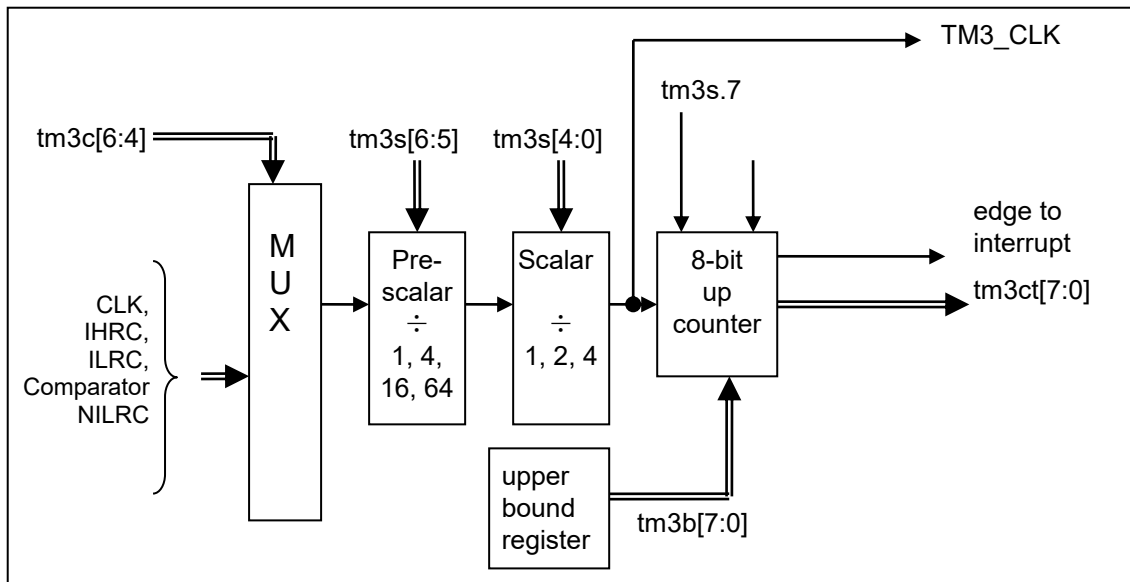 TM3_CLK
tm3s.7
tm3c[6:4]
tm3s[6:5]
tm3s[4:0]
M
U
X
Pre-
scalar
÷
1, 4,
16, 64
Scalar
÷
1, 2, 4
8-bit
up
counter
edge to
interrupt
tm3ct[7:0]
CLK,
IHRC,
ILRC,
Comparator
NILRC
upper
bound
register
tm3b[7:0]